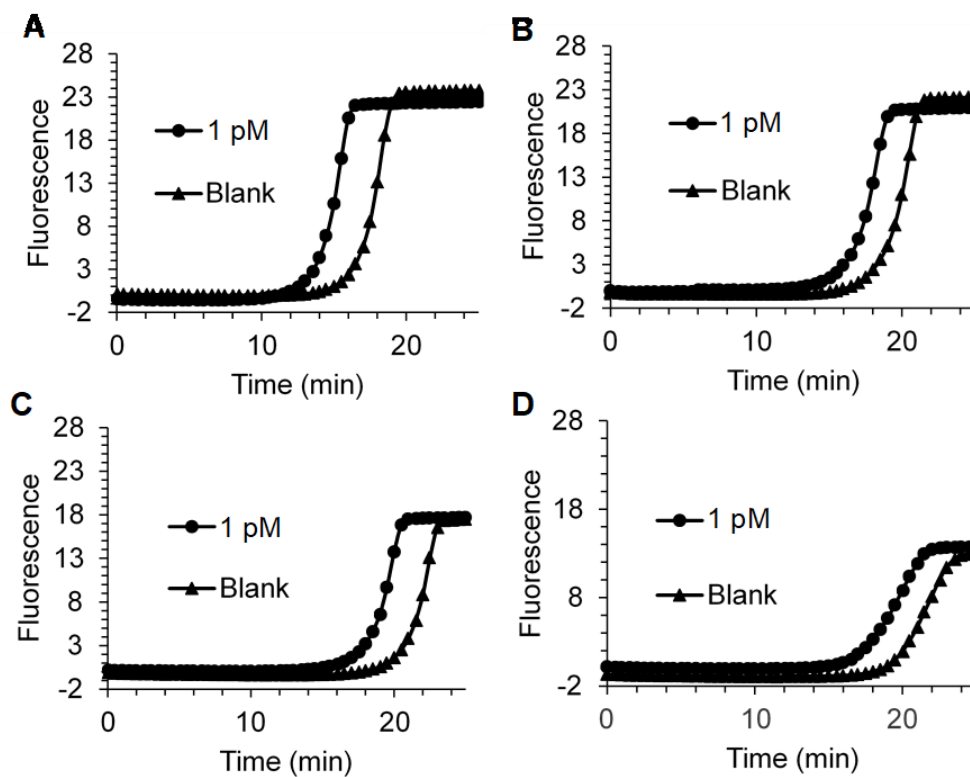 A
28
23
18
13
8
3
-2
Fluorescence
1 pM
Blank
0
10
20
Time (min)
B
28
23
18
13
8
3
-2
Fluorescence
1 pM
Blank
0
10
20
Time (min)
C
28
23
18
13
8
3
-2
Fluorescence
1 pM
Blank
0
10
20
Time (min)
D
28
18
8
-2
Fluorescence
1 pM
Blank
0
10
20
Time (min)